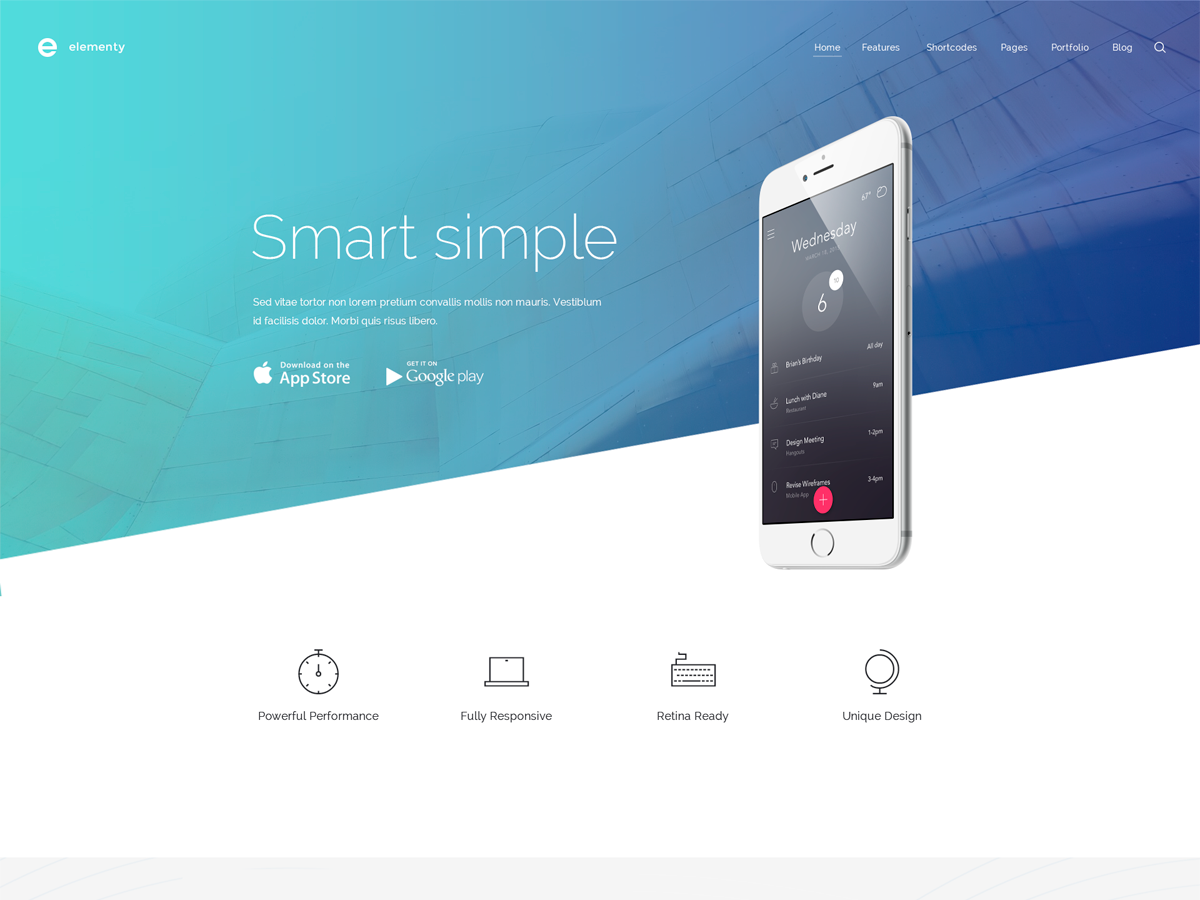 elementy
Home Features Shortcodes Pages Portfolio Blog
Smart simple
Sed vitae tortor non lorem pretium convallis mollis non mauris. Vestiblum
id facilisis dolor. Morbi quis risus libero.
Download on the
App Store
GET IT ON
Google play
67°
Wednesday
MARCH 18,
10
6
All day
Brian's Birthday
9am
Lunch with Diane
Restaurant
1-2pm
Design Meeting
Hangouts
3-4pm
Revise Wireframes
Mobile App
Powerful Performance
Fully Responsive
Retina Ready
Unique Design